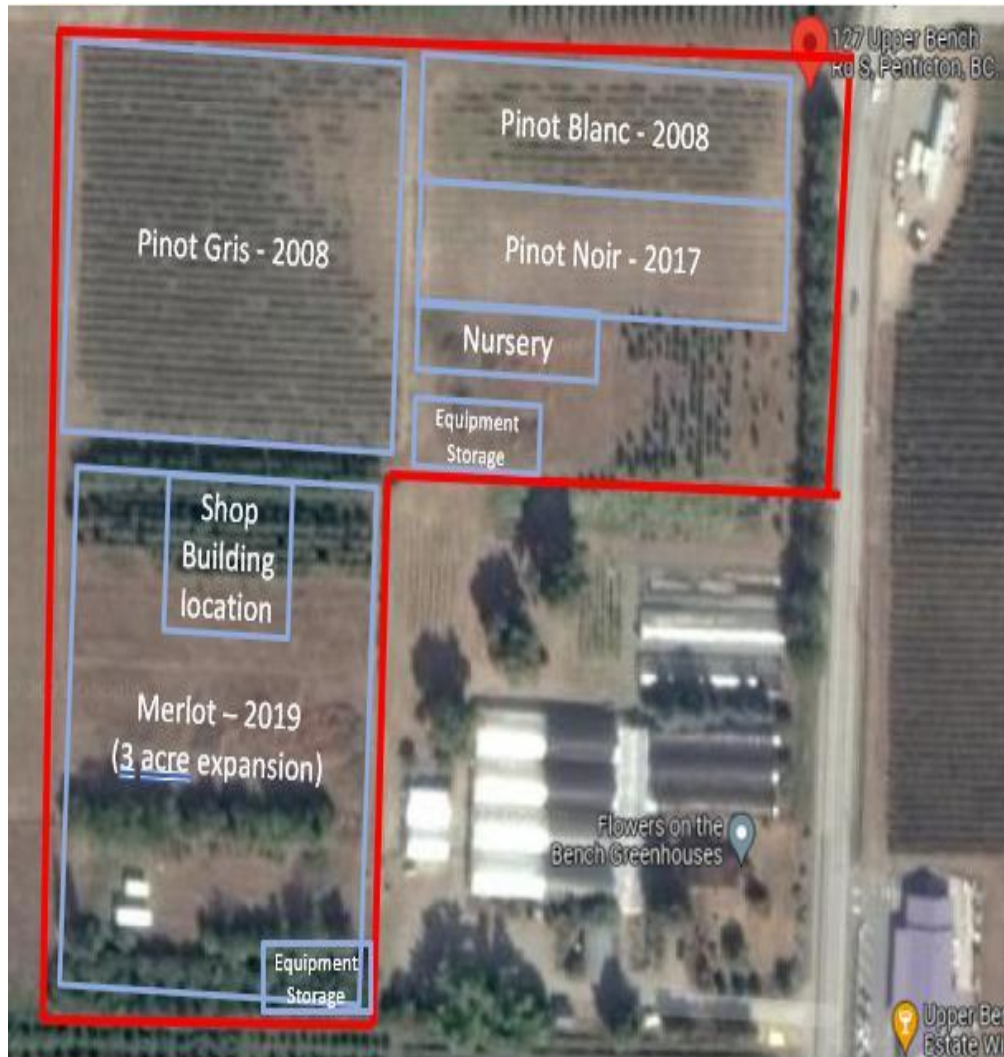 127 Upper Bench
Rd S, Penticton, BC
Pinot Blanc - 2008
Pinot Gris - 2008
Pinot Noir - 2017
Nursery
Equipment
Storage
Shop
Building
location
Merlot – 2019
(3 acre expansion)
Flowers on the
Bench Greenhouses
Equipment
Storage
Upper Ben
Estate W